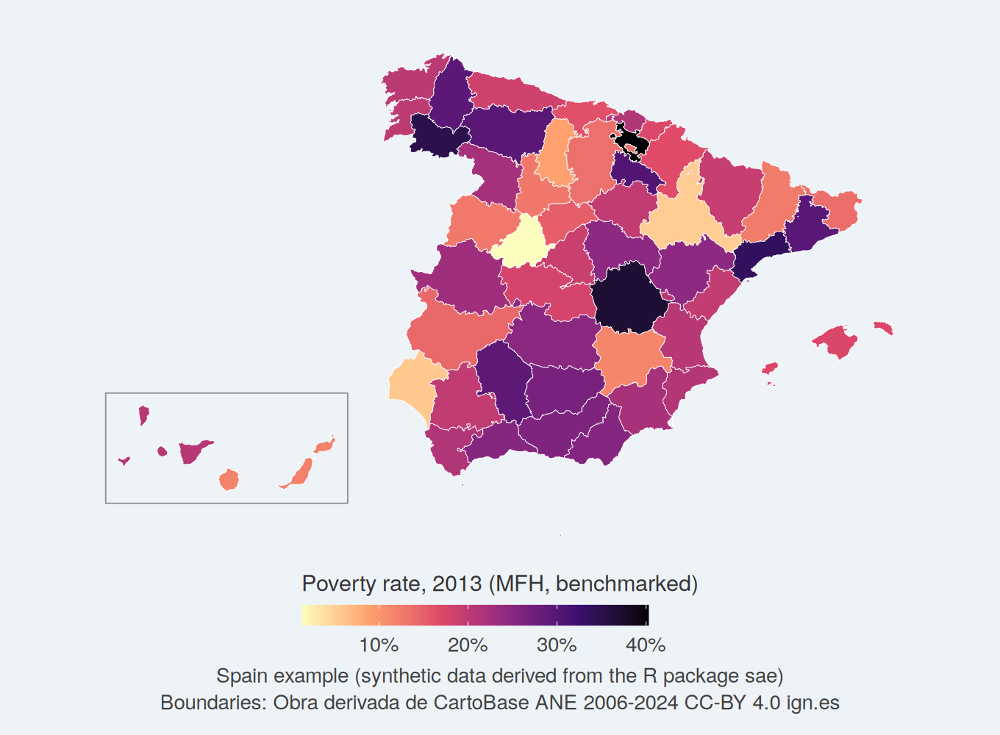 Poverty rate, 2013 (MFH, benchmarked)
10% 20% 30% 40%
Spain example (synthetic data derived from the R package sae)
Boundaries: Obra derivada de CartoBase ANE 2006-2024 CC-BY 4.0 ign.es